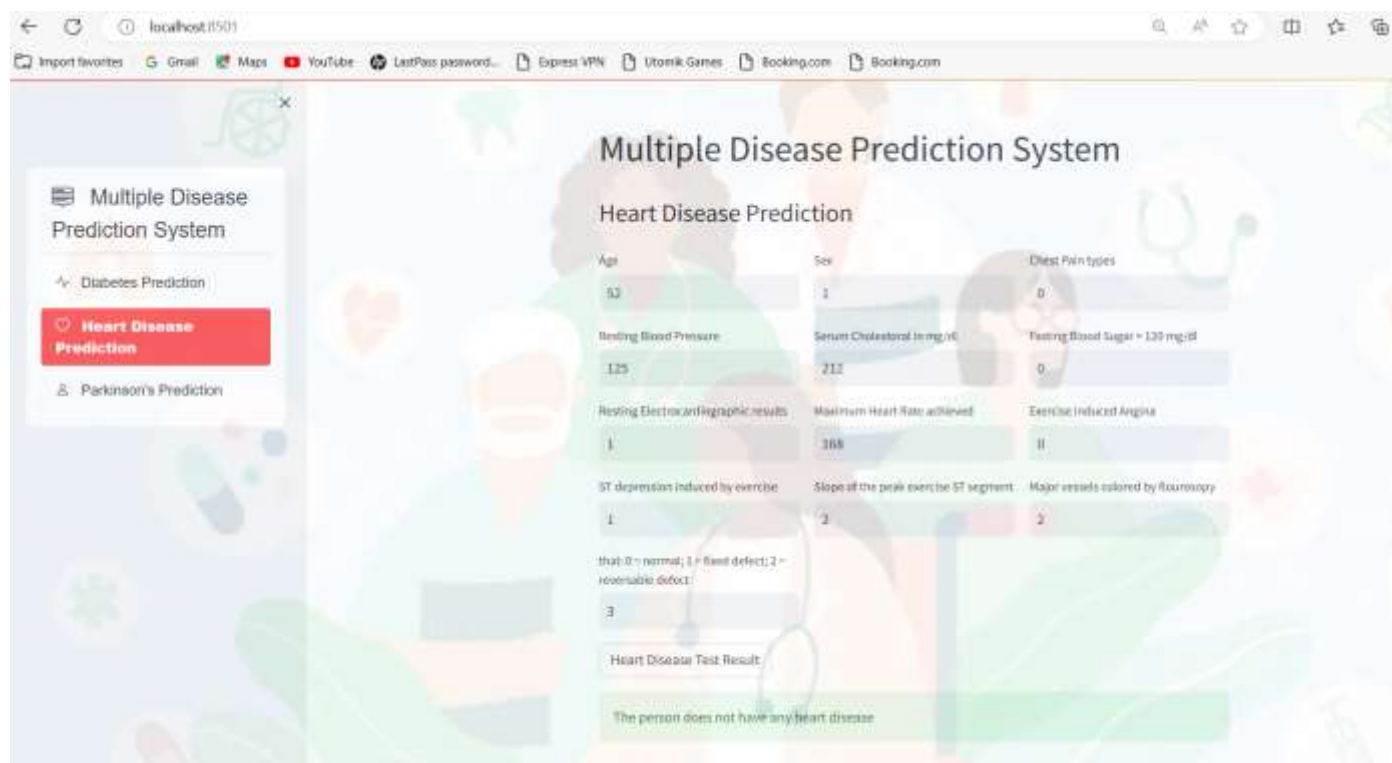 localhost:8501
Import favorites Gmail Maps YouTube LastPass password... Express VPN Utomik Games Booking.com Booking.com
Multiple Disease
Prediction System
Diabetes Prediction
Heart Disease
Prediction
Parkinson's Prediction
Multiple Disease Prediction System
Heart Disease Prediction
Age Sex Chest Pain types
52 1 0
Resting Blood Pressure Serum Cholestoral in mg/dl Fasting Blood Sugar > 120 mg/dl
125 212 0
Resting Electrocardiographic results Maximum Heart Rate achieved Exercise Induced Angina
1 168 0
ST depression induced by exercise Slope of the peak exercise ST segment Major vessels colored by flourosopy
1 2 2
thal: 0 = normal; 1 = fixed defect; 2 =
reversable defect
3
Heart Disease Test Result
The person does not have any heart disease